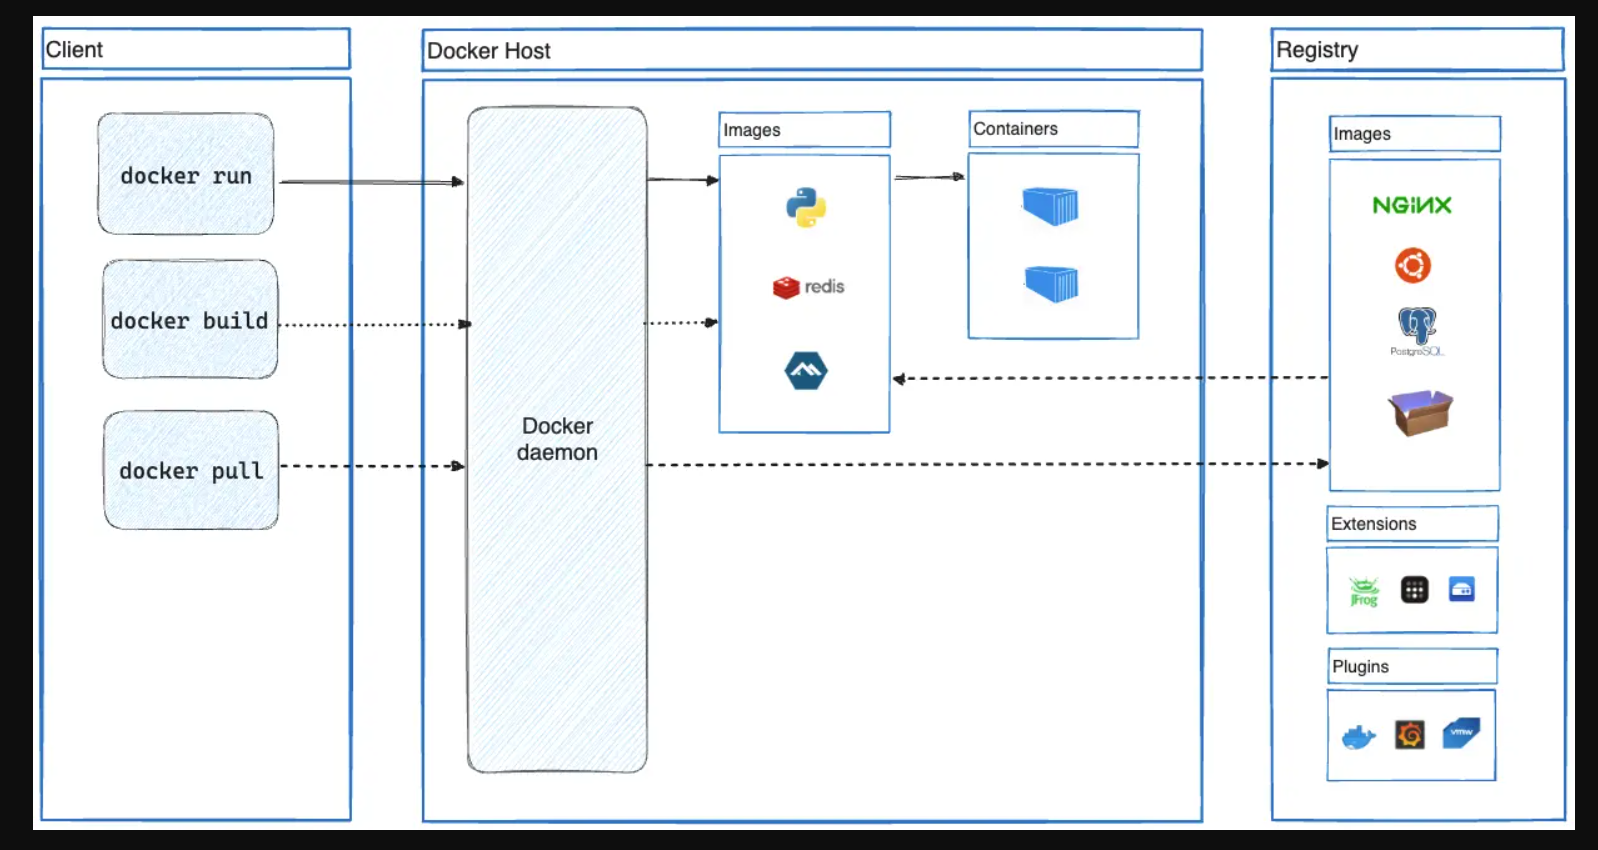 Client
docker run
docker build
docker pull
Docker Host
Docker
daemon
Images
redis
Containers
Registry
Images
NGiNX
PostgreSQL
Extensions
jFrog
Plugins
vmw